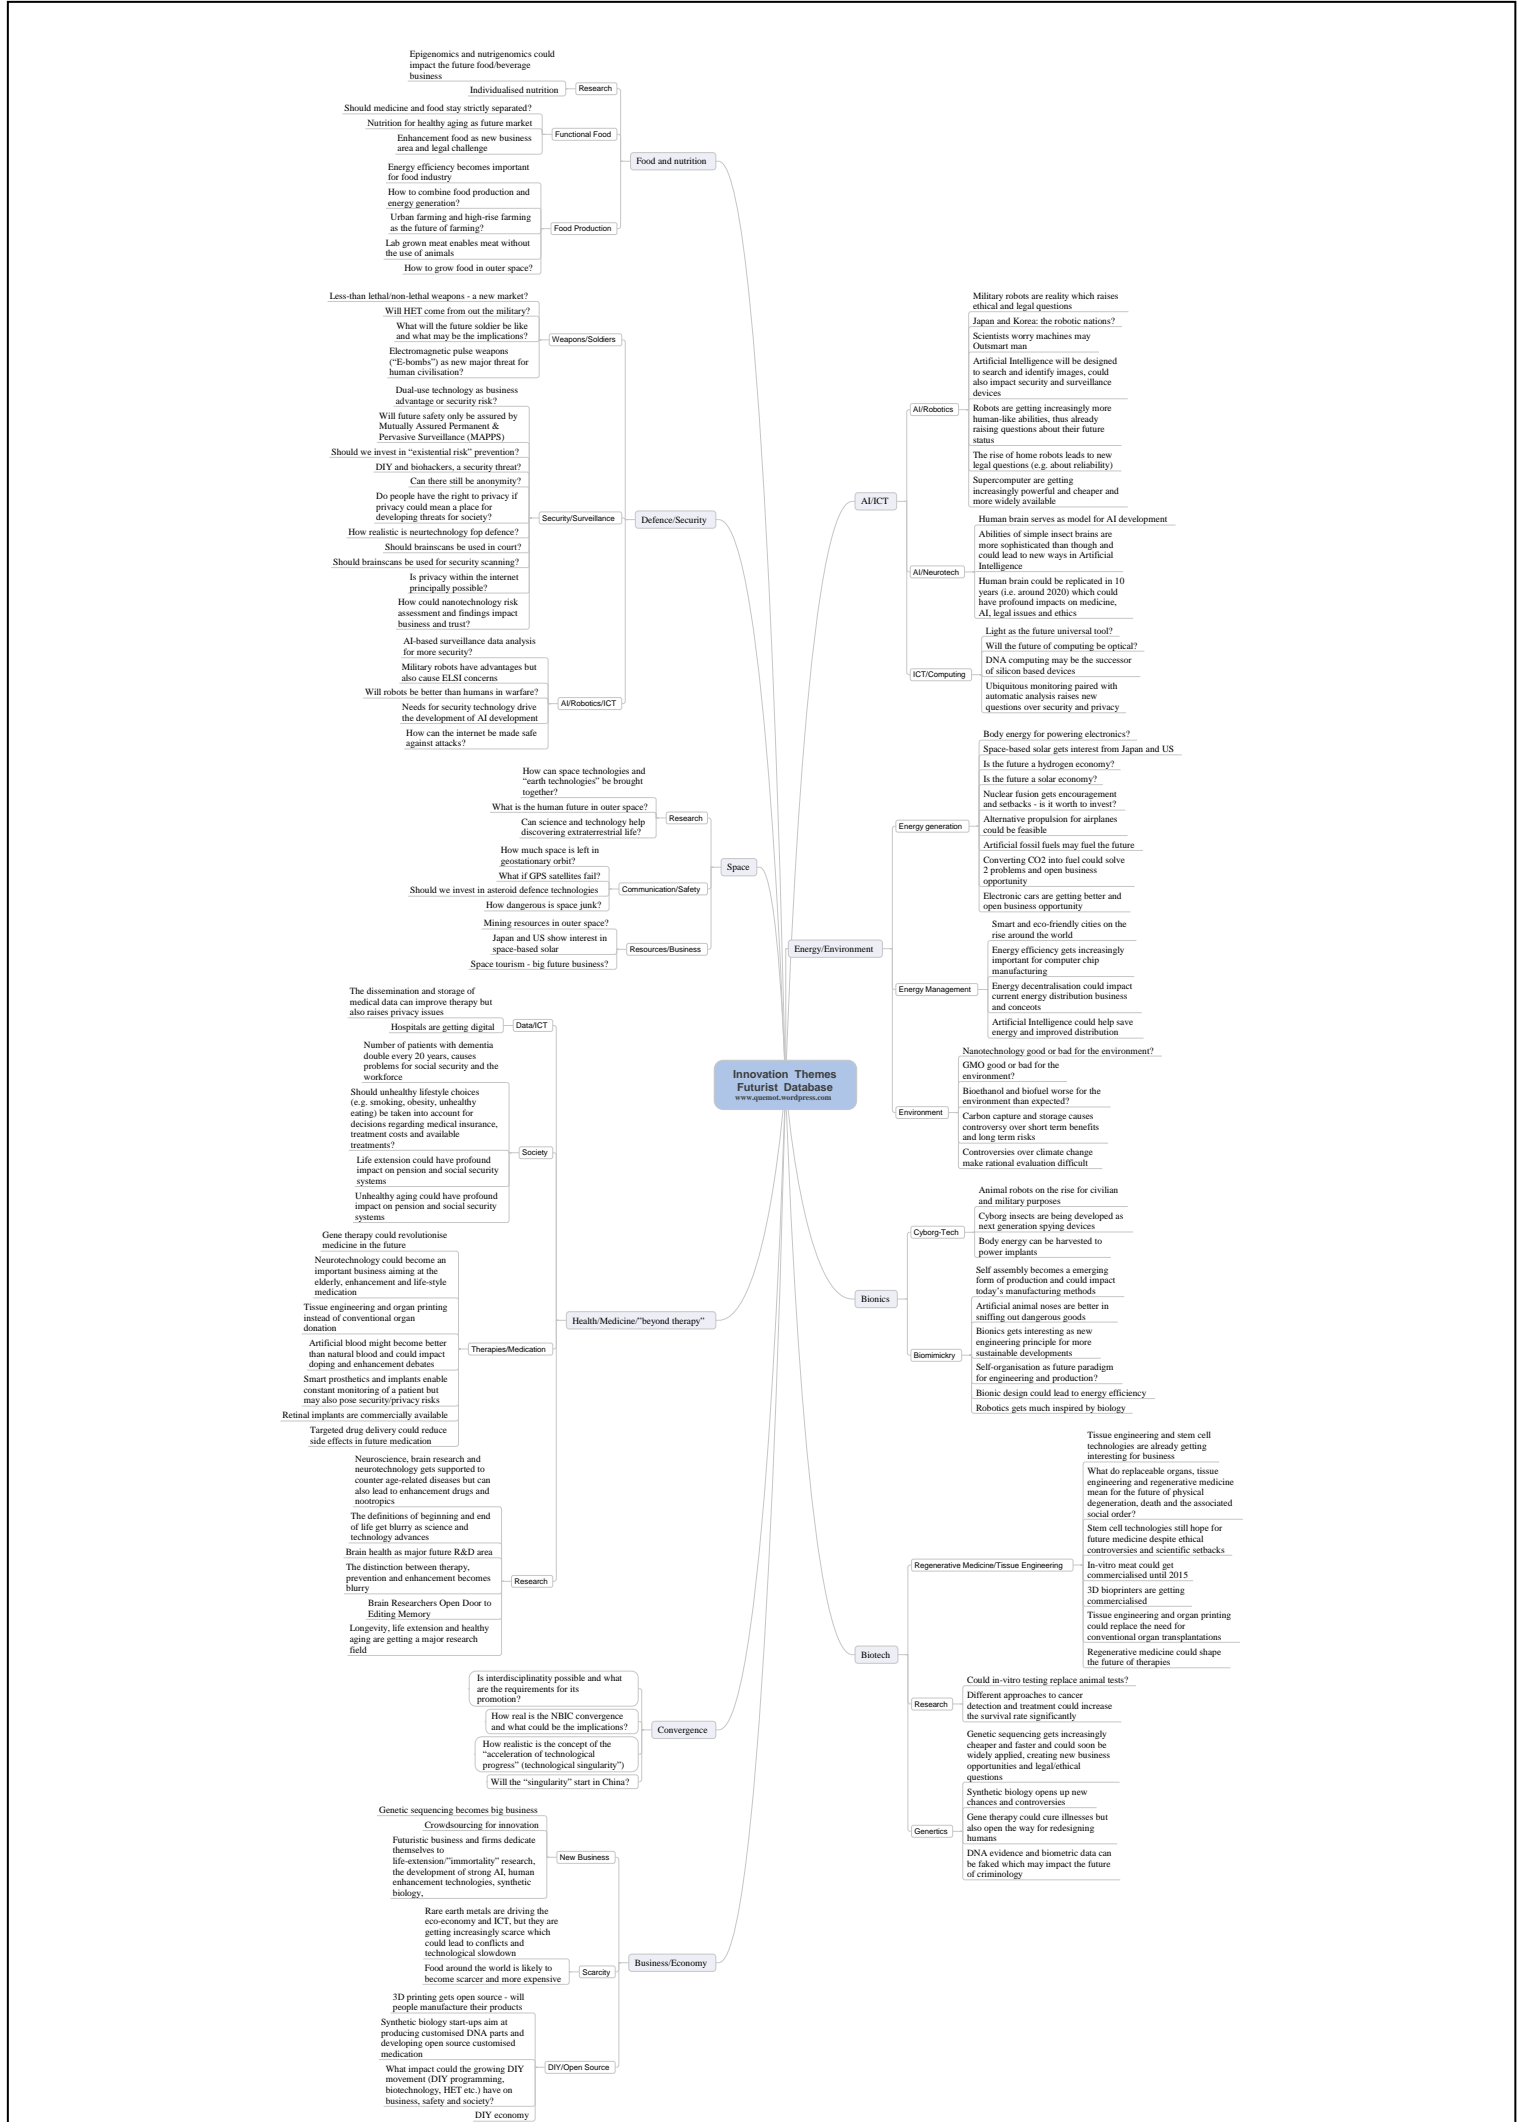 Epigenomics and nutrigenomics could
impact the future food/beverage
business
Individualised nutrition
Research
Should medicine and food stay strictly separated?
Nutrition for healthy aging as future market
Enhancement food as new business
area and legal challenge
Functional Food
Food and nutrition
Energy efficiency becomes important
for food industry
How to combine food production and
energy generation?
Urban farming and high-rise farming
as the future of farming?
Lab grown meat enables meat without
the use of animals
How to grow food in outer space?
Food Production
Less-than lethal/non-lethal weapons - a new market?
Will HET come from out the military?
What will the future soldier be like
and what may be the implications?
Electromagnetic pulse weapons
(“E-bombs”) as new major threat for
human civilisation?
Weapons/Soldiers
Dual-use technology as business
advantage or security risk?
Will future safety only be assured by
Mutually Assured Permanent &
Pervasive Surveillance (MAPPS)
Should we invest in “existential risk” prevention?
DIY and biohackers, a security threat?
Can there still be anonymity?
Do people have the right to privacy if
privacy could mean a place for
developing threats for society?
How realistic is neurtechnology fop defence?
Should brainscans be used in court?
Should brainscans be used for security scanning?
Is privacy within the internet
principally possible?
How could nanotechnology risk
assessment and findings impact
business and trust?
Security/Surveillance
Defence/Security
AI-based surveillance data analysis
for more security?
Military robots have advantages but
also cause ELSI concerns
Will robots be better than humans in warfare?
Needs for security technology drive
the development of AI development
How can the internet be made safe
against attacks?
AI/Robotics/ICT
How can space technologies and
“earth technologies” be brought
together?
What is the human future in outer space?
Can science and technology help
discovering extraterrestrial life?
Research
How much space is left in
geostationary orbit?
What if GPS satellites fail?
Should we invest in asteroid defence technologies
How dangerous is space junk?
Communication/Safety
Space
Mining resources in outer space?
Japan and US show interest in
space-based solar
Space tourism - big future business?
Resources/Business
The dissemination and storage of
medical data can improve therapy but
also raises privacy issues
Hospitals are getting digital
Data/ICT
Number of patients with dementia
double every 20 years, causes
problems for social security and the
workforce
Should unhealthy lifestyle choices
(e.g. smoking, obesity, unhealthy
eating) be taken into account for
decisions regarding medical insurance,
treatment costs and available
treatments?
Life extension could have profound
impact on pension and social security
systems
Unhealthy aging could have profound
impact on pension and social security
systems
Society
Gene therapy could revolutionise
medicine in the future
Neurotechnology could become an
important business aiming at the
elderly, enhancement and life-style
medication
Tissue engineering and organ printing
instead of conventional organ
donation
Artificial blood might become better
than natural blood and could impact
doping and enhancement debates
Smart prosthetics and implants enable
constant monitoring of a patient but
may also pose security/privacy risks
Retinal implants are commercially available
Targeted drug delivery could reduce
side effects in future medication
Therapies/Medication
Health/Medicine/"beyond therapy"
Neuroscience, brain research and
neurotechnology gets supported to
counter age-related diseases but can
also lead to enhancement drugs and
nootropics
The definitions of beginning and end
of life get blurry as science and
technology advances
Brain health as major future R&D area
The distinction between therapy,
prevention and enhancement becomes
blurry
Brain Researchers Open Door to
Editing Memory
Longevity, life extension and healthy
aging are getting a major research
field
Research
Is interdisciplinatity possible and what
are the requirements for its
promotion?
How real is the NBIC convergence
and what could be the implications?
How realistic is the concept of the
“acceleration of technological
progress” (technological singularity”)
Will the “singularity” start in China?
Convergence
Genetic sequencing becomes big business
Crowdsourcing for innovation
Futuristic business and firms dedicate
themselves to
life-extension/"immortality" research,
the development of strong AI, human
enhancement technologies, synthetic
biology,
New Business
Rare earth metals are driving the
eco-economy and ICT, but they are
getting increasingly scarce which
could lead to conflicts and
technological slowdown
Food around the world is likely to
become scarcer and more expensive
Scarcity
Business/Economy
3D printing gets open source - will
people manufacture their products
Synthetic biology start-ups aim at
producing customised DNA parts and
developing open source customised
medication
What impact could the growing DIY
movement (DIY programming,
biotechnology, HET etc.) have on
business, safety and society?
DIY economy
DIY/Open Source
Innovation Themes
Futurist Database
www.quemot.wordpress.com
AI/ICT
AI/Robotics
Military robots are reality which raises
ethical and legal questions
Japan and Korea: the robotic nations?
Scientists worry machines may
Outsmart man
Artificial Intelligence will be designed
to search and identify images, could
also impact security and surveillance
devices
Robots are getting increasingly more
human-like abilities, thus already
raising questions about their future
status
The rise of home robots leads to new
legal questions (e.g. about reliability)
Supercomputer are getting
increasingly powerful and cheaper and
more widely available
AI/Neurotech
Human brain serves as model for AI development
Abilities of simple insect brains are
more sophisticated than though and
could lead to new ways in Artificial
Intelligence
Human brain could be replicated in 10
years (i.e. around 2020) which could
have profound impacts on medicine,
AI, legal issues and ethics
ICT/Computing
Light as the future universal tool?
Will the future of computing be optical?
DNA computing may be the successor
of silicon based devices
Ubiquitous monitoring paired with
automatic analysis raises new
questions over security and privacy
Energy/Environment
Energy generation
Body energy for powering electronics?
Space-based solar gets interest from Japan and US
Is the future a hydrogen economy?
Is the future a solar economy?
Nuclear fusion gets encouragement
and setbacks - is it worth to invest?
Alternative propulsion for airplanes
could be feasible
Artificial fossil fuels may fuel the future
Converting CO2 into fuel could solve
2 problems and open business
opportunity
Electronic cars are getting better and
open business opportunity
Energy Management
Smart and eco-friendly cities on the
rise around the world
Energy efficiency gets increasingly
important for computer chip
manufacturing
Energy decentralisation could impact
current energy distribution business
and conceots
Artificial Intelligence could help save
energy and improved distribution
Environment
Nanotechnology good or bad for the environment?
GMO good or bad for the
environment?
Bioethanol and biofuel worse for the
environment than expected?
Carbon capture and storage causes
controversy over short term benefits
and long term risks
Controversies over climate change
make rational evaluation difficult
Bionics
Cyborg-Tech
Animal robots on the rise for civilian
and military purposes
Cyborg insects are being developed as
next generation spying devices
Body energy can be harvested to
power implants
Biomimickry
Self assembly becomes a emerging
form of production and could impact
today’s manufacturing methods
Artificial animal noses are better in
sniffing out dangerous goods
Bionics gets interesting as new
engineering principle for more
sustainable developments
Self-organisation as future paradigm
for engineering and production?
Bionic design could lead to energy efficiency
Robotics gets much inspired by biology
Biotech
Regenerative Medicine/Tissue Engineering
Tissue engineering and stem cell
technologies are already getting
interesting for business
What do replaceable organs, tissue
engineering and regenerative medicine
mean for the future of physical
degeneration, death and the associated
social order?
Stem cell technologies still hope for
future medicine despite ethical
controversies and scientific setbacks
In-vitro meat could get
commercialised until 2015
3D bioprinters are getting
commercialised
Tissue engineering and organ printing
could replace the need for
conventional organ transplantations
Regenerative medicine could shape
the future of therapies
Research
Could in-vitro testing replace animal tests?
Different approaches to cancer
detection and treatment could increase
the survival rate significantly
Genertics
Genetic sequencing gets increasingly
cheaper and faster and could soon be
widely applied, creating new business
opportunities and legal/ethical
questions
Synthetic biology opens up new
chances and controversies
Gene therapy could cure illnesses but
also open the way for redesigning
humans
DNA evidence and biometric data can
be faked which may impact the future
of criminology